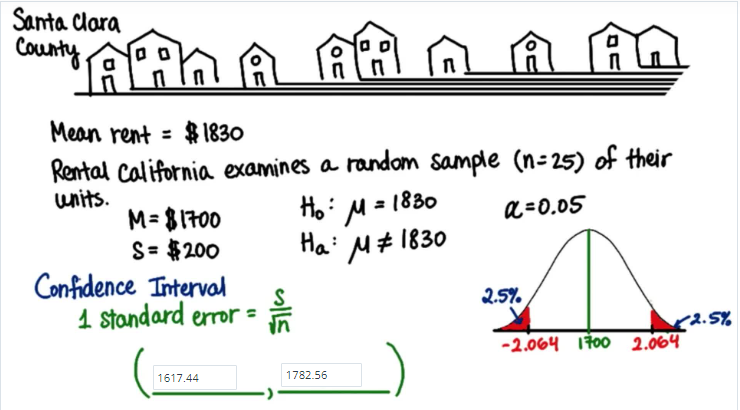 Santa Clara
County
Mean rent = $1830
Rental California examines a random sample (n=25) of their
units.
M = $1700
S = $200
H₀: μ = 1830
Hₐ: μ ≠ 1830
α = 0.05
Confidence Interval
1 standard error = S/√n
(1617.44, 1782.56)
2.5% 2.5%
-2.064 1700 2.064